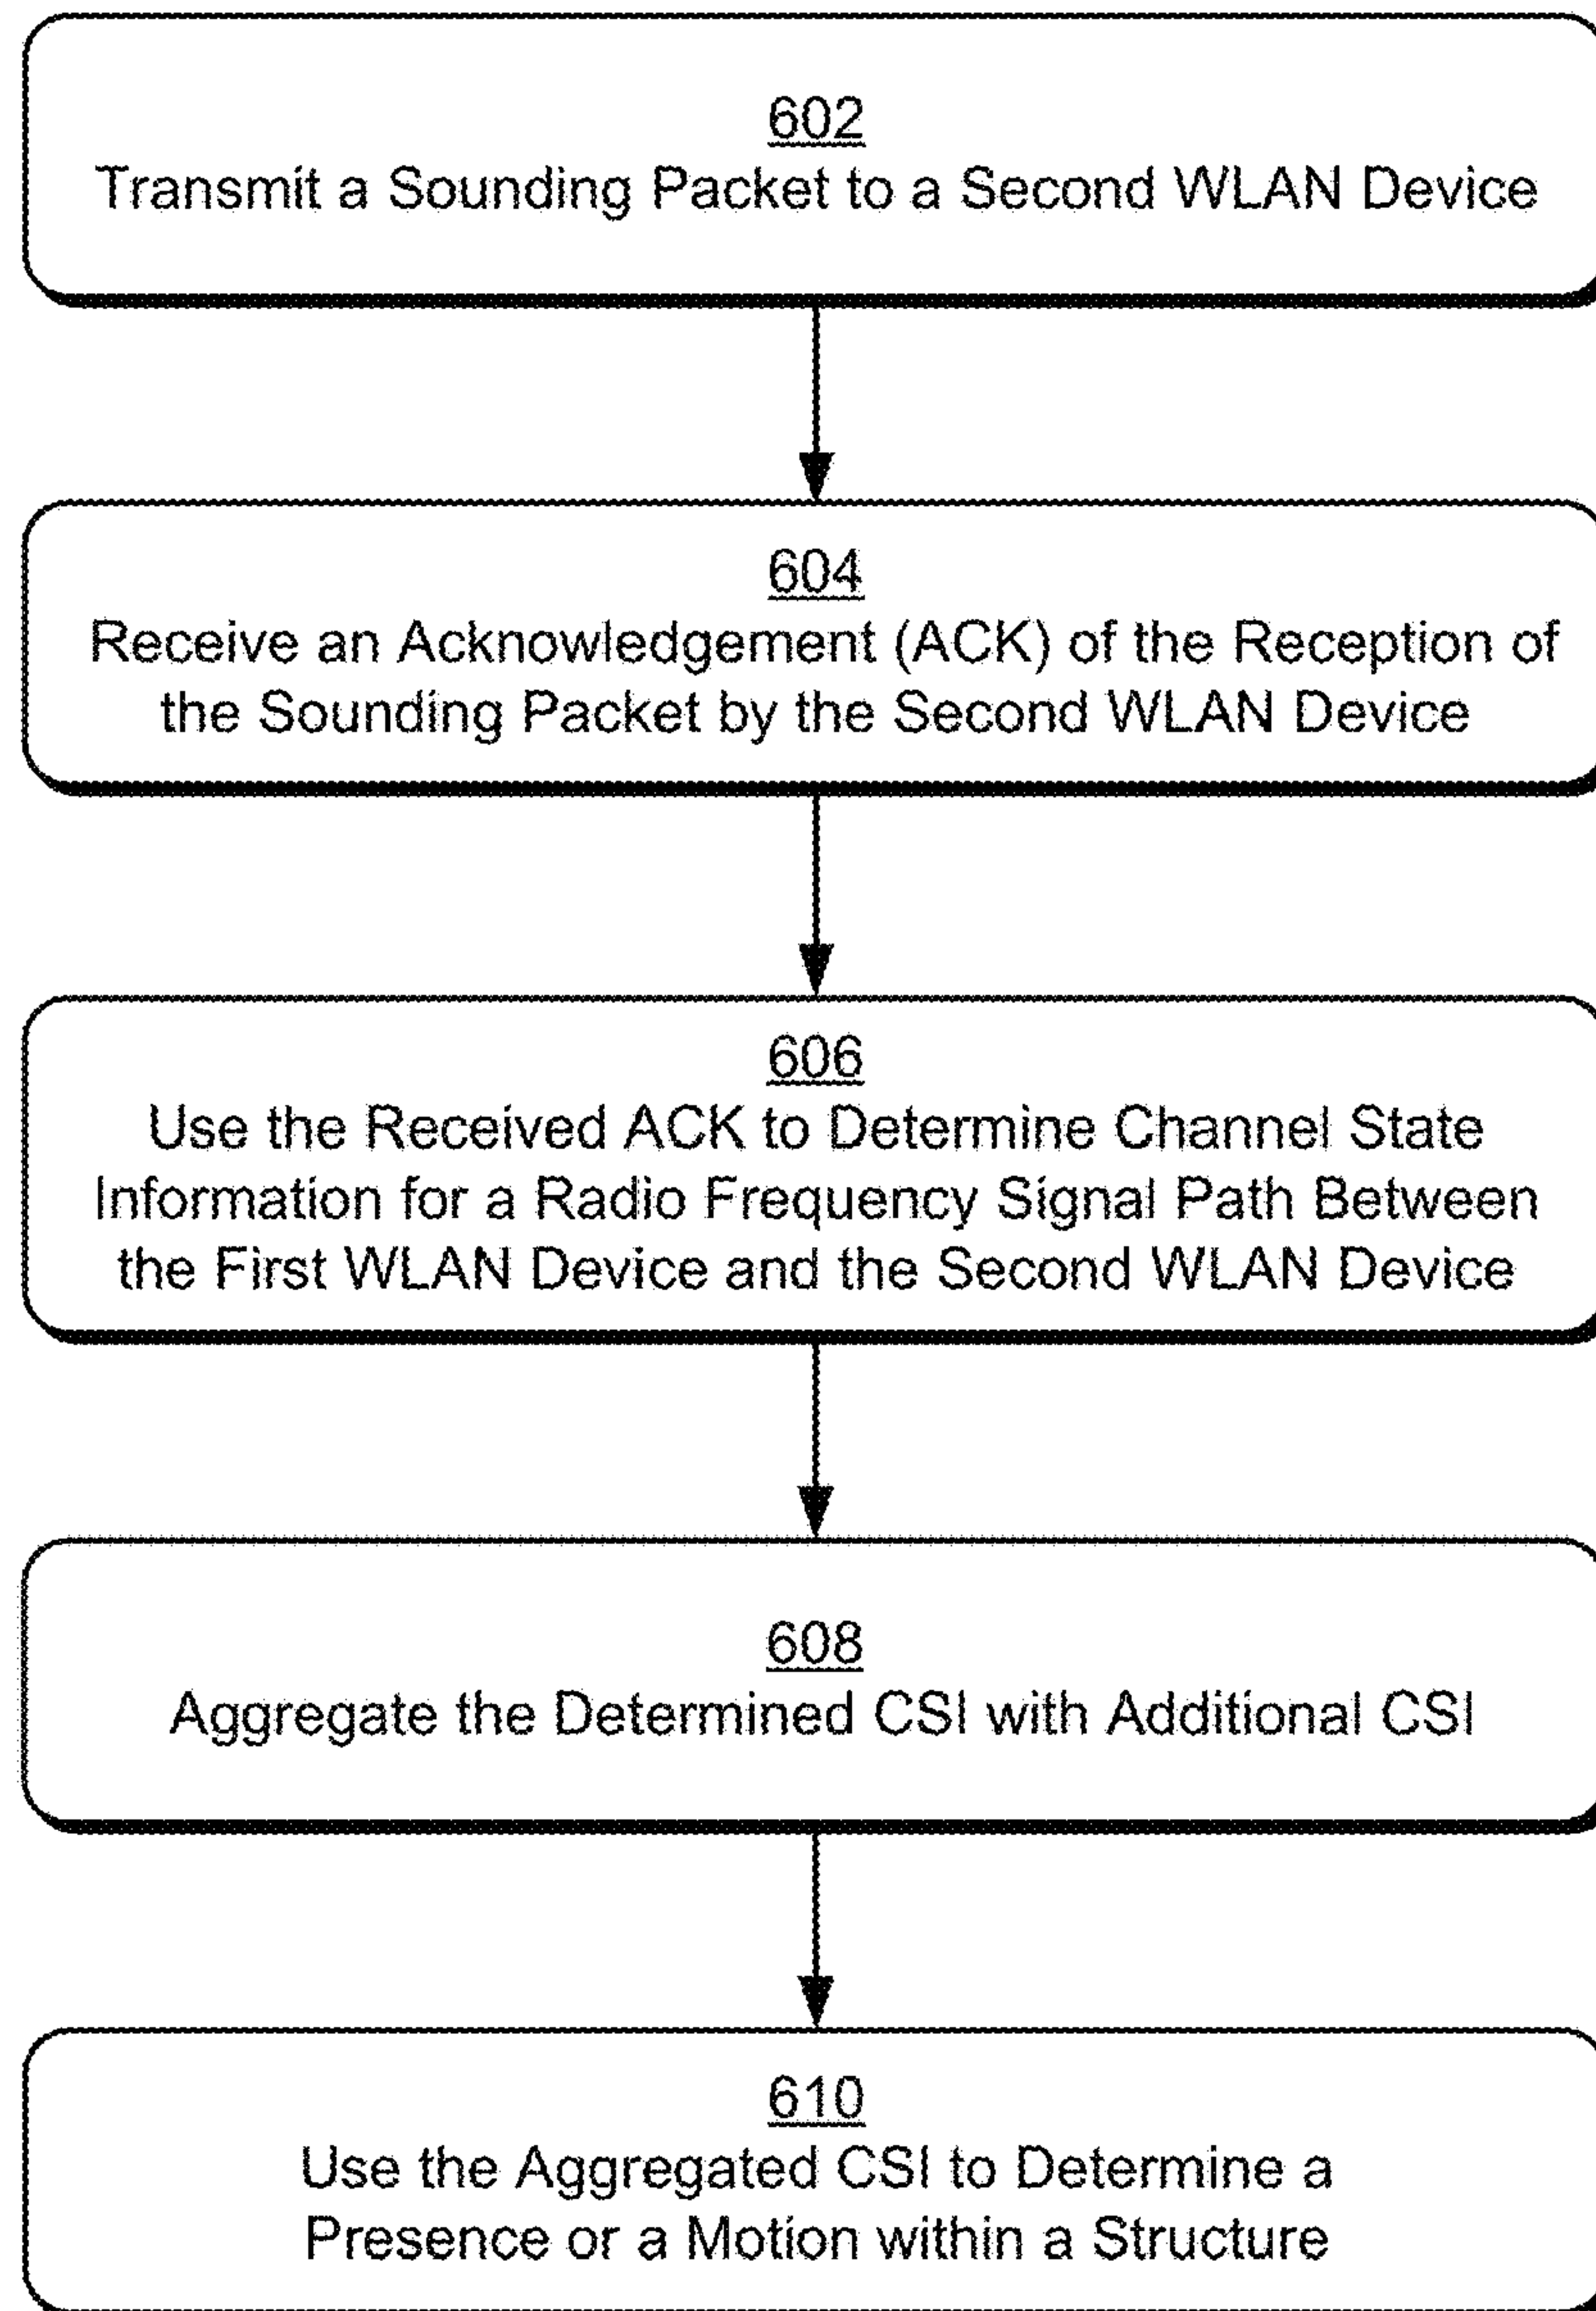 602
Transmit a Sounding Packet to a Second WLAN Device
604
Receive an Acknowledgement (ACK) of the Reception of
the Sounding Packet by the Second WLAN Device
606
Use the Received ACK to Determine Channel State
Information for a Radio Frequency Signal Path Between
the First WLAN Device and the Second WLAN Device
608
Aggregate the Determined CSI with Additional CSI
610
Use the Aggregated CSI to Determine a
Presence or a Motion within a Structure